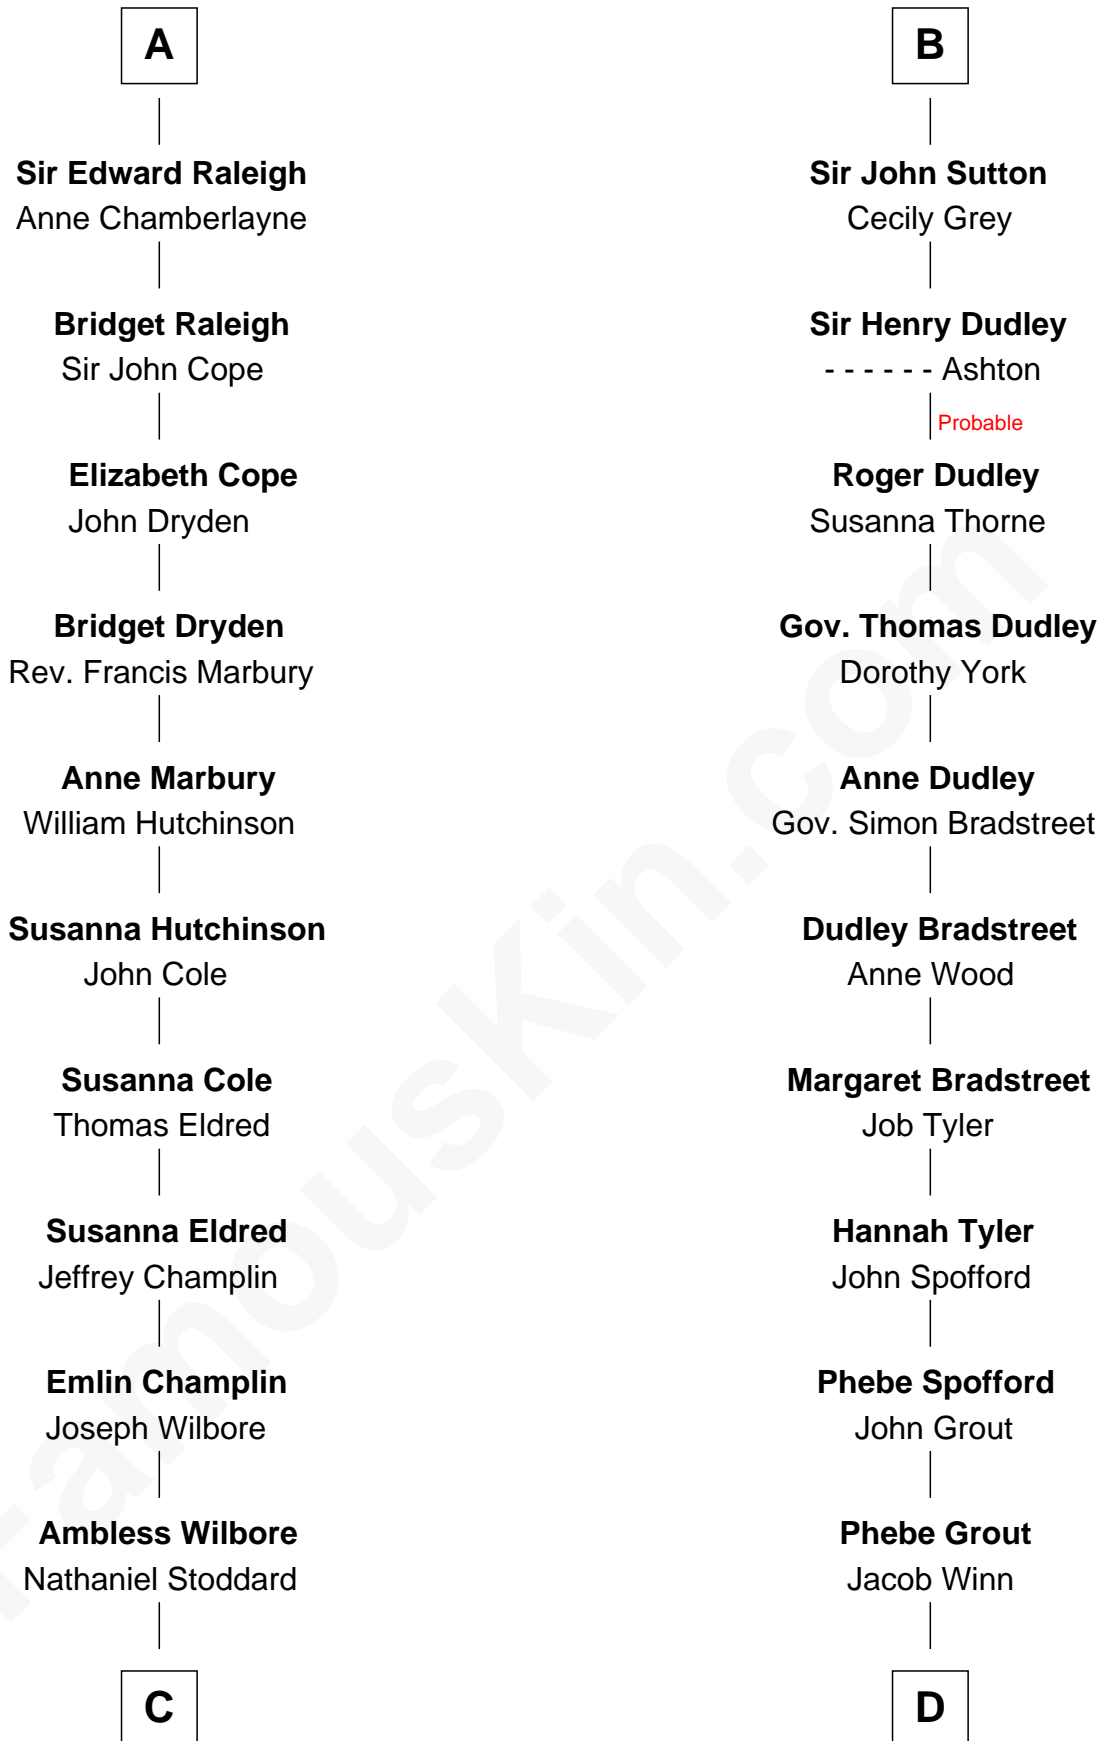 A
Sir Edward Raleigh
Anne Chamberlayne
Bridget Raleigh
Sir John Cope
Elizabeth Cope
John Dryden
Bridget Dryden
Rev. Francis Marbury
Anne Marbury
William Hutchinson
Susanna Hutchinson
John Cole
Susanna Cole
Thomas Eldred
Susanna Eldred
Jeffrey Champlin
Emlin Champlin
Joseph Wilbore
Ambless Wilbore
Nathaniel Stoddard
C
B
Sir John Sutton
Cecily Grey
Sir Henry Dudley
- - - - - - Ashton
Probable
Roger Dudley
Susanna Thorne
Gov. Thomas Dudley
Dorothy York
Anne Dudley
Gov. Simon Bradstreet
Dudley Bradstreet
Anne Wood
Margaret Bradstreet
Job Tyler
Hannah Tyler
John Spofford
Phebe Spofford
John Grout
Phebe Grout
Jacob Winn
D
FamousKin.com